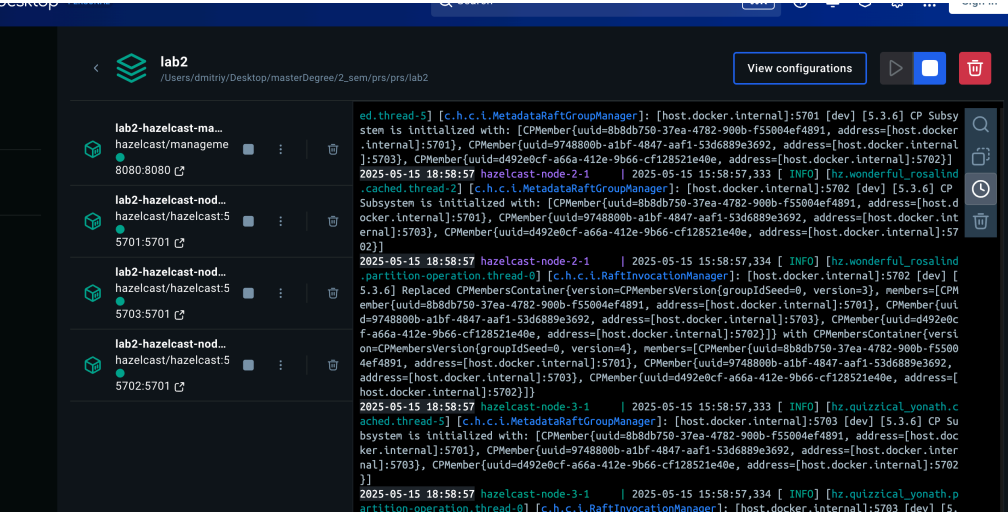 Search
lab2
/Users/dmitriy/Desktop/masterDegree/2_sem/prs/prs/lab2
View configurations
lab2-hazelcast-ma...
hazelcast/manageme
8080:8080
lab2-hazelcast-nod...
hazelcast/hazelcast:5
5701:5701
lab2-hazelcast-nod...
hazelcast/hazelcast:5
5703:5701
lab2-hazelcast-nod...
hazelcast/hazelcast:5
5702:5701
ed.thread-5] [c.h.c.i.MetadataRaftGroupManager]: [host.docker.internal]:5701 [dev] [5.3.6] CP Subsy
stem is initialized with: [CPMember{uuid=8b8db750-37ea-4782-900b-f55004ef4891, address=[host.docker
.internal]:5701}, CPMember{uuid=9748800b-a1bf-4847-aaf1-53d6889e3692, address=[host.docker.internal
]:5703}, CPMember{uuid=d492e0cf-a66a-412e-9b66-cf128521e40e, address=[host.docker.internal]:5702}]
2025-05-15 18:58:57 hazelcast-node-2-1 | 2025-05-15 15:58:57,333 [ INFO] [hz.wonderful_rosalind
.cached.thread-2] [c.h.c.i.MetadataRaftGroupManager]: [host.docker.internal]:5702 [dev] [5.3.6] CP
Subsystem is initialized with: [CPMember{uuid=8b8db750-37ea-4782-900b-f55004ef4891, address=[host.d
ocker.internal]:5701}, CPMember{uuid=9748800b-a1bf-4847-aaf1-53d6889e3692, address=[host.docker.int
ernal]:5703}, CPMember{uuid=d492e0cf-a66a-412e-9b66-cf128521e40e, address=[host.docker.internal]:57
02}]
2025-05-15 18:58:57 hazelcast-node-2-1 | 2025-05-15 15:58:57,334 [ INFO] [hz.wonderful_rosalind
.partition-operation.thread-0] [c.h.c.i.RaftInvocationManager]: [host.docker.internal]:5702 [dev] [
5.3.6] Replaced CPMembersContainer{version=CPMembersVersion{groupIdSeed=0, version=3}, members=[CPM
ember{uuid=8b8db750-37ea-4782-900b-f55004ef4891, address=[host.docker.internal]:5701}, CPMember{uui
d=9748800b-a1bf-4847-aaf1-53d6889e3692, address=[host.docker.internal]:5703}, CPMember{uuid=d492e0c
f-a66a-412e-9b66-cf128521e40e, address=[host.docker.internal]:5702}]} with CPMembersContainer{versi
on=CPMembersVersion{groupIdSeed=0, version=4}, members=[CPMember{uuid=8b8db750-37ea-4782-900b-f5500
4ef4891, address=[host.docker.internal]:5701}, CPMember{uuid=9748800b-a1bf-4847-aaf1-53d6889e3692,
address=[host.docker.internal]:5703}, CPMember{uuid=d492e0cf-a66a-412e-9b66-cf128521e40e, address=[
host.docker.internal]:5702}]}
2025-05-15 18:58:57 hazelcast-node-3-1 | 2025-05-15 15:58:57,333 [ INFO] [hz.quizzical_yonath.c
ached.thread-5] [c.h.c.i.MetadataRaftGroupManager]: [host.docker.internal]:5703 [dev] [5.3.6] CP Su
bsystem is initialized with: [CPMember{uuid=8b8db750-37ea-4782-900b-f55004ef4891, address=[host.doc
ker.internal]:5701}, CPMember{uuid=9748800b-a1bf-4847-aaf1-53d6889e3692, address=[host.docker.inter
nal]:5703}, CPMember{uuid=d492e0cf-a66a-412e-9b66-cf128521e40e, address=[host.docker.internal]:5702
}]
2025-05-15 18:58:57 hazelcast-node-3-1 | 2025-05-15 15:58:57,334 [ INFO] [hz.quizzical_yonath.p
artition-operation.thread-0] [c.h.c.i.RaftInvocationManager]: [host.docker.internal]:5703 [dev] [5.